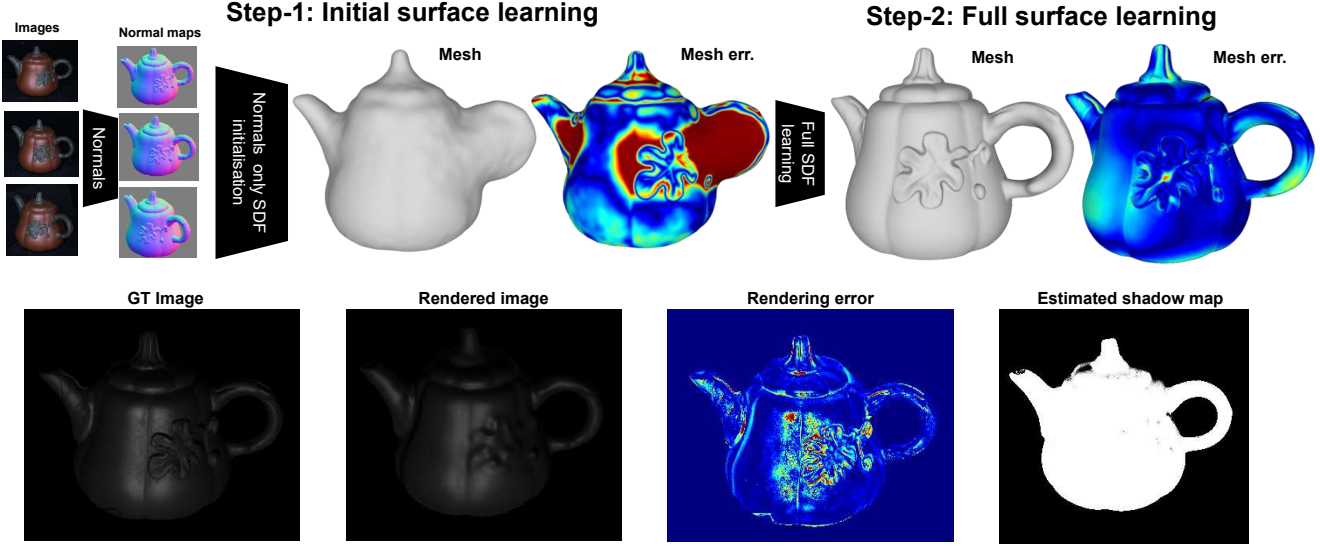 Step-1: Initial surface learning
Step-2: Full surface learning
Images
Normal maps
Mesh
Mesh err.
Mesh
Mesh err.
Normals
Normals only SDF
initialisation
Full SDF
learning
GT Image
Rendered image
Rendering error
Estimated shadow map